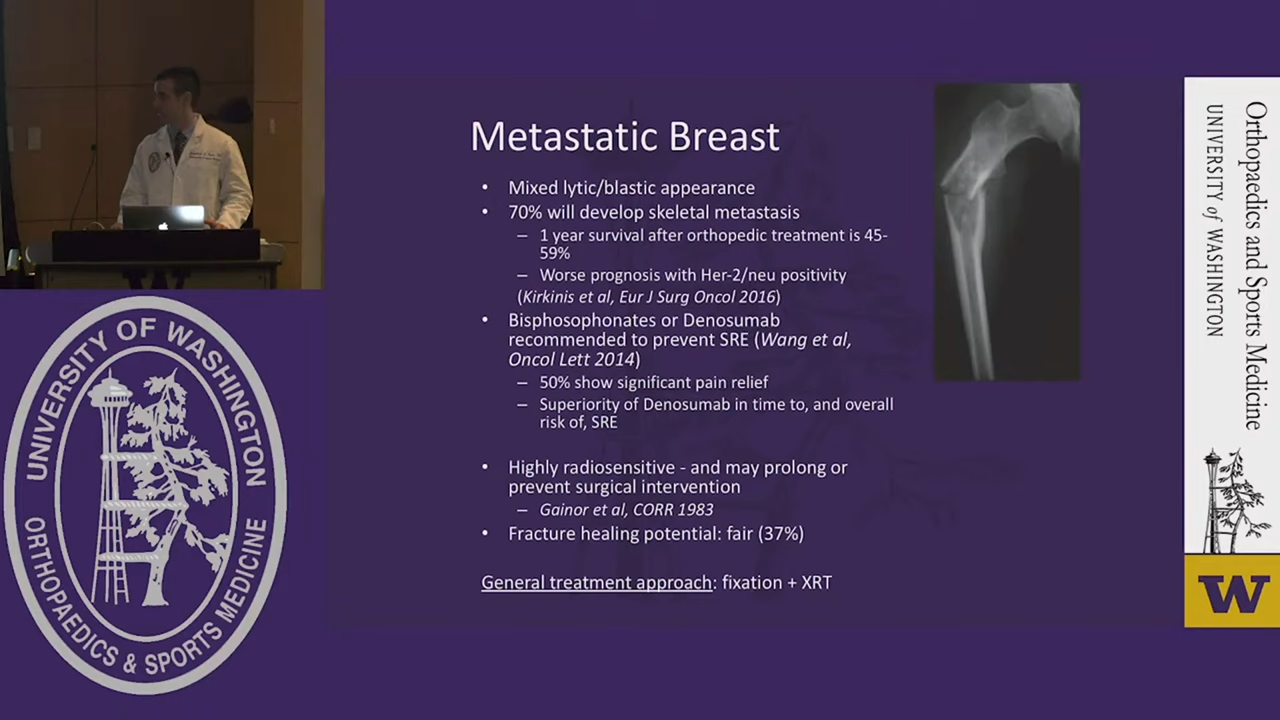 Metastatic Breast
• Mixed lytic/blastic appearance
• 70% will develop skeletal metastasis
– 1 year survival after orthopedic treatment is 45-
59%
– Worse prognosis with Her-2/neu positivity
(Kirkinis et al, Eur J Surg Oncol 2016)
• Bisphosophonates or Denosumab
recommended to prevent SRE (Wang et al,
Oncol Lett 2014)
– 50% show significant pain relief
– Superiority of Denosumab in time to, and overall
risk of, SRE
• Highly radiosensitive - and may prolong or
prevent surgical intervention
– Gainor et al, CORR 1983
• Fracture healing potential: fair (37%)
General treatment approach: fixation + XRT
UNIVERSITY OF WASHINGTON
ORTHOPAEDICS & SPORTS MEDICINE
Orthopaedics and Sports Medicine
UNIVERSITY of WASHINGTON
W